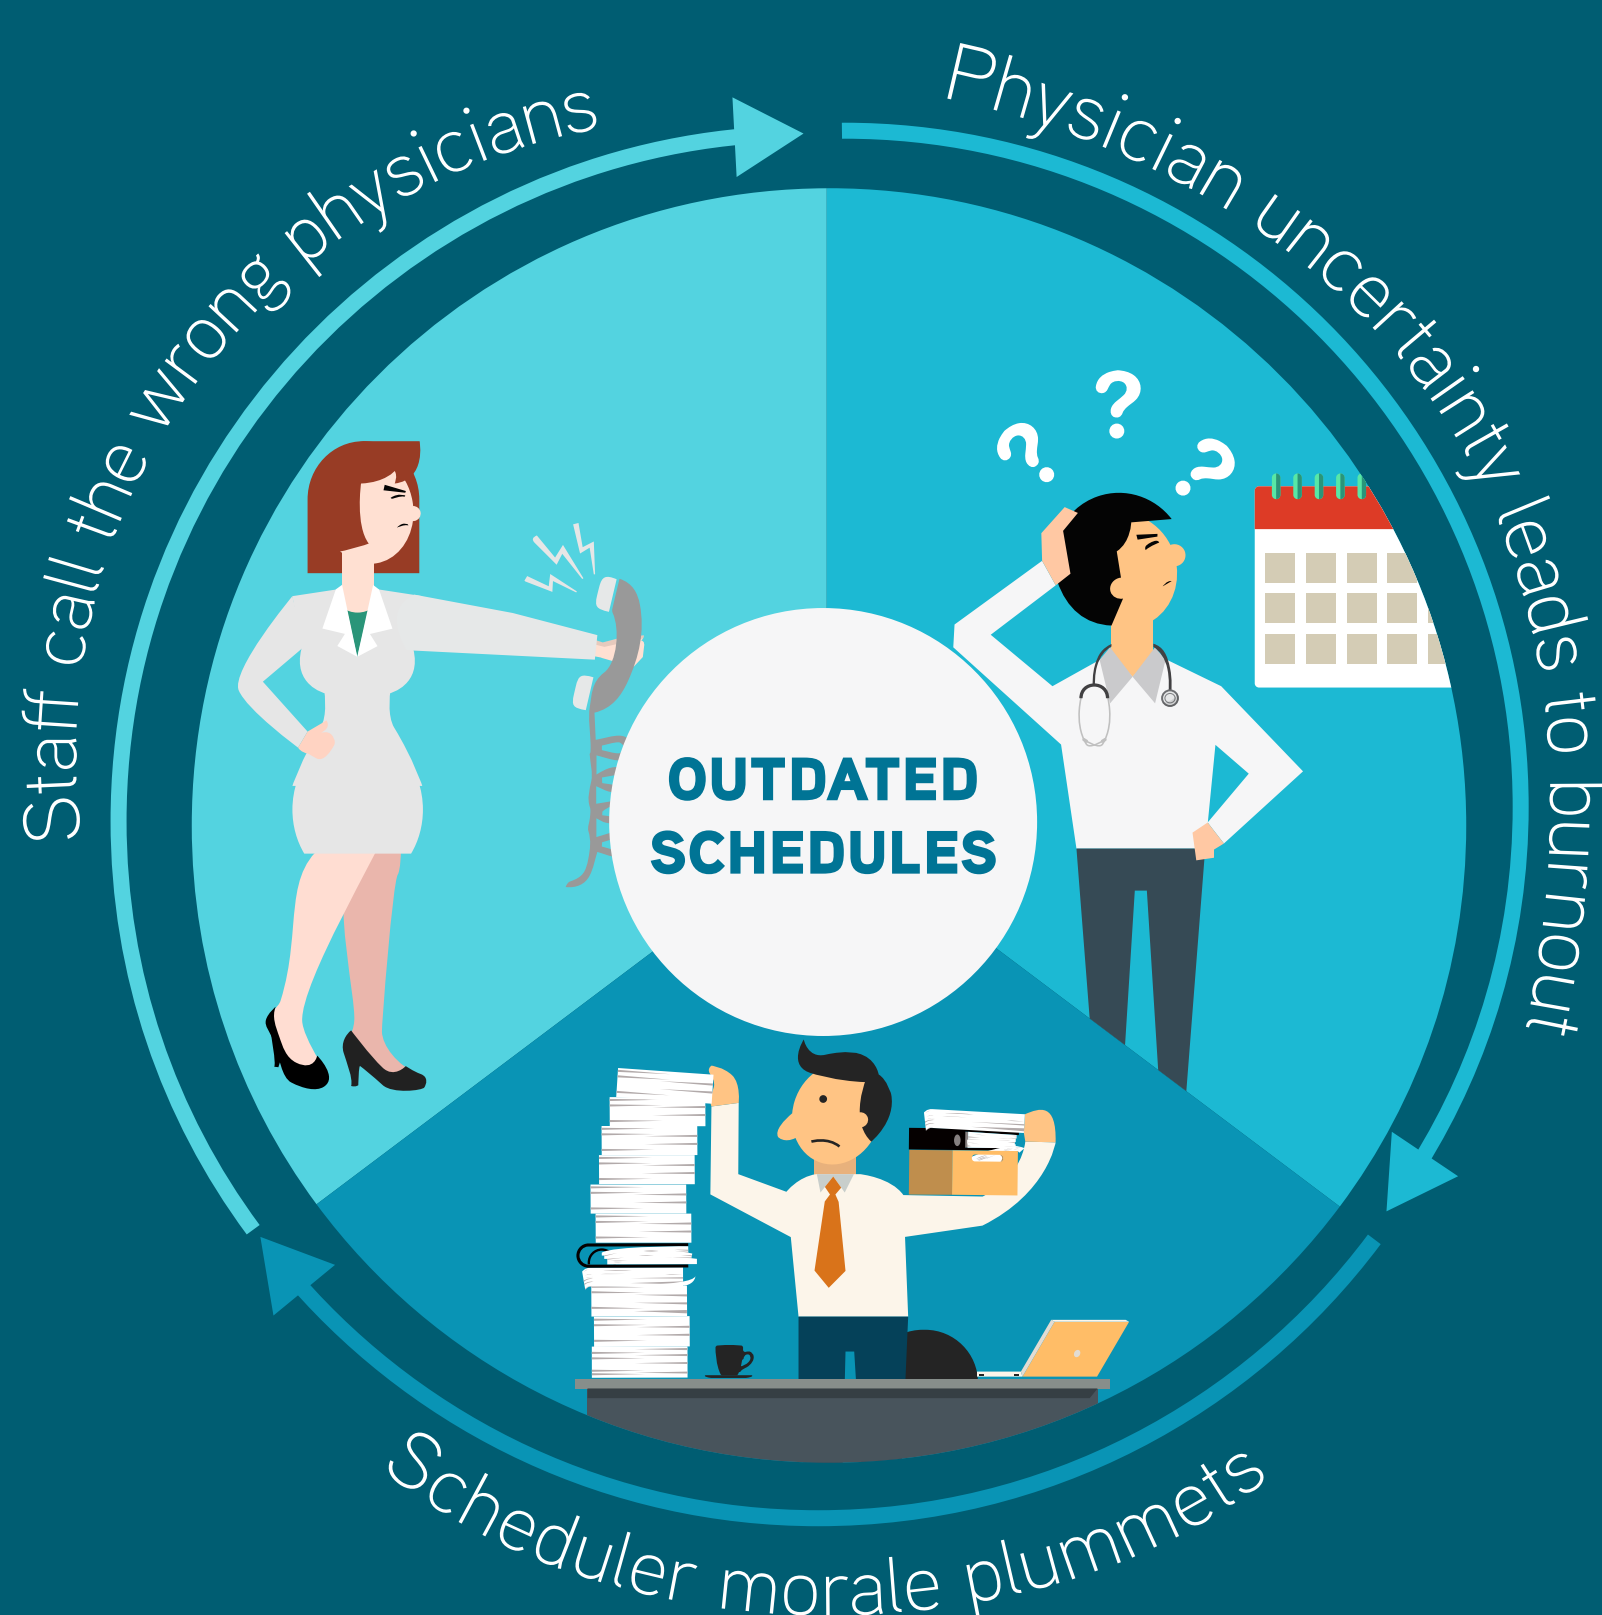 Staff call the wrong physicians
Physician uncertainty leads to burnout
OUTDATED
SCHEDULES
Scheduler morale plummets